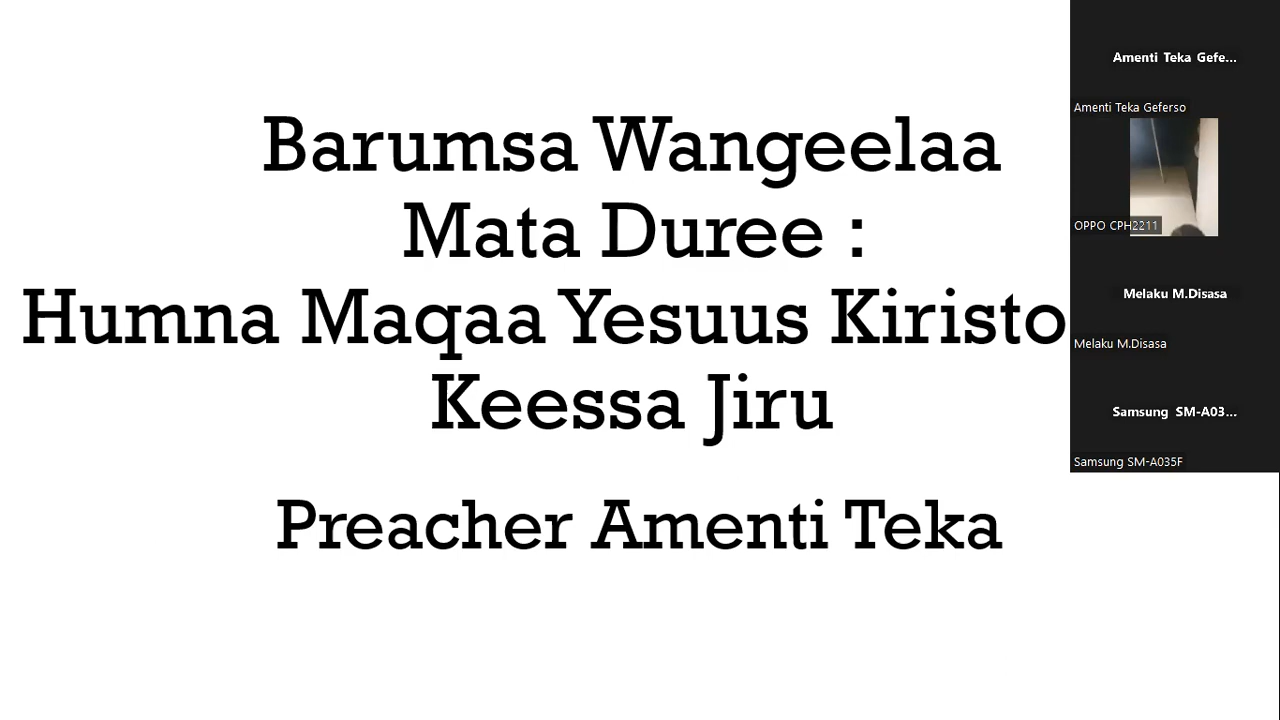 Barumsa Wangeelaa
Mata Duree :
Humna Maqaa Yesuus Kiristo
Keessa Jiru
Preacher Amenti Teka
Amenti Teka Gefe...
Amenti Teka Geferso
OPPO CPH2211
Melaku M.Disasa
Melaku M.Disasa
Samsung SM-A03...
Samsung SM-A035F